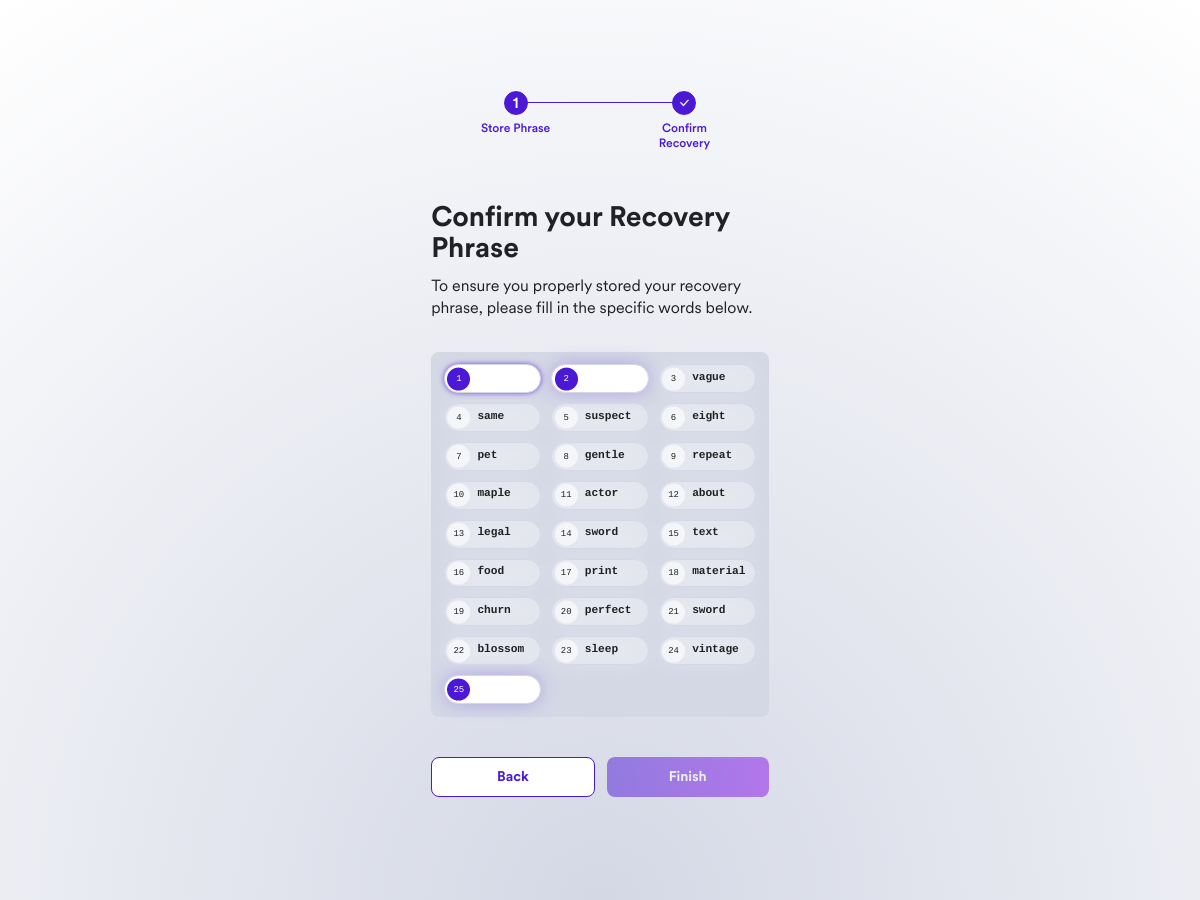 1
Store Phrase
Confirm
Recovery
Confirm your Recovery
Phrase
To ensure you properly stored your recovery
phrase, please fill in the specific words below.
1 2 3 vague
4 same 5 suspect 6 eight
7 pet 8 gentle 9 repeat
10 maple 11 actor 12 about
13 legal 14 sword 15 text
16 food 17 print 18 material
19 churn 20 perfect 21 sword
22 blossom 23 sleep 24 vintage
25
Back Finish